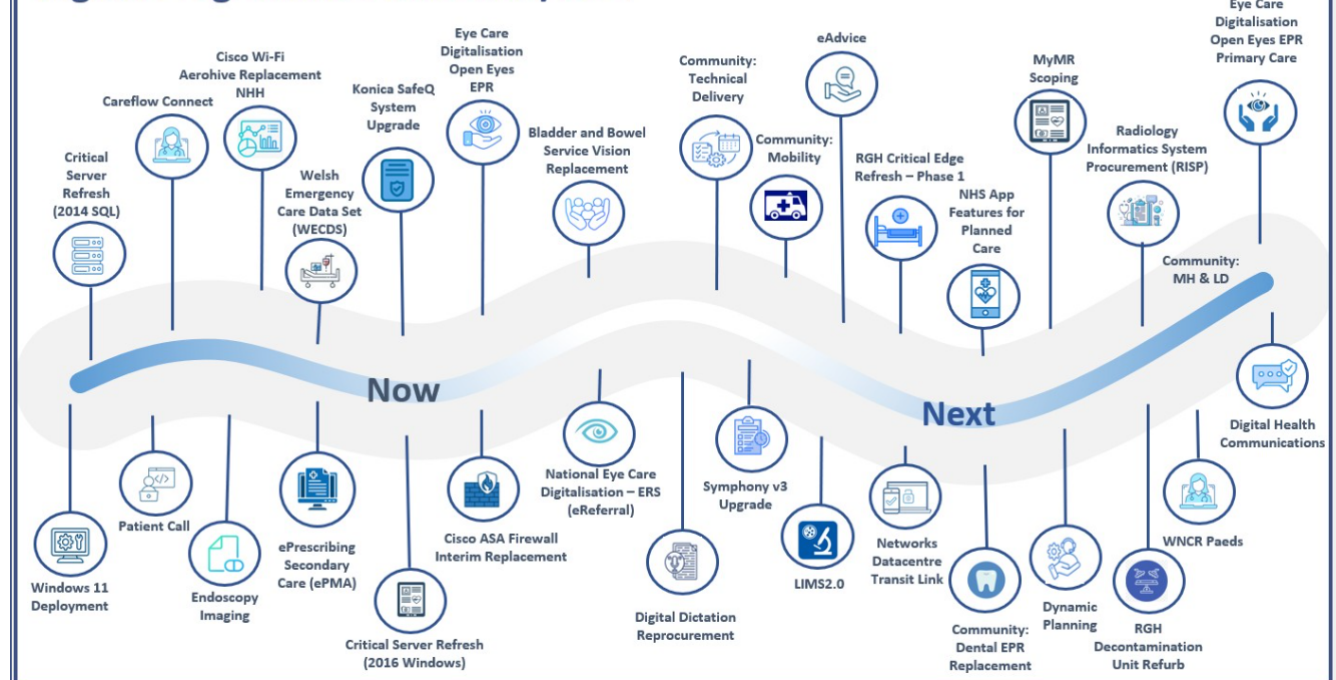 Eye Care
Digitalisation
Open Eyes EPR
Primary Care
Critical
Server
Refresh
(2014 SQL)
Careflow Connect
Cisco Wi-Fi
Aerohive Replacement
NHH
Welsh
Emergency
Care Data Set
(WECDS)
Konica SafeQ
System
Upgrade
Eye Care
Digitalisation
Open Eyes
EPR
Bladder and Bowel
Service Vision
Replacement
Community:
Technical
Delivery
Community:
Mobility
eAdvice
RGH Critical Edge
Refresh – Phase 1
NHS App
Features for
Planned
Care
MyMR
Scoping
Radiology
Informatics System
Procurement (RISP)
Community:
MH & LD
Now
Next
Windows 11
Deployment
Patient Call
Endoscopy
Imaging
ePrescribing
Secondary
Care (ePMA)
Critical Server Refresh
(2016 Windows)
Cisco ASA Firewall
Interim Replacement
National Eye Care
Digitalisation – ERS
(eReferral)
Digital Dictation
Reprocurement
Symphony v3
Upgrade
LIMS2.0
Networks
Datacentre
Transit Link
Community:
Dental EPR
Replacement
Dynamic
Planning
RGH
Decontamination
Unit Refurb
WNCR Paeds
Digital Health
Communications